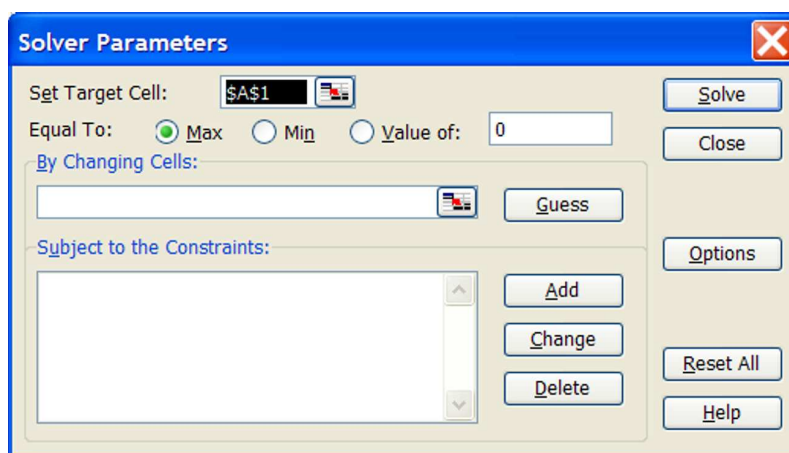 Solver Parameters
Set Target Cell: $A$1 Solve
Equal To: Max Min Value of: 0
Close
By Changing Cells:
Guess
Subject to the Constraints:
Options
Add
Change
Reset All
Delete
Help